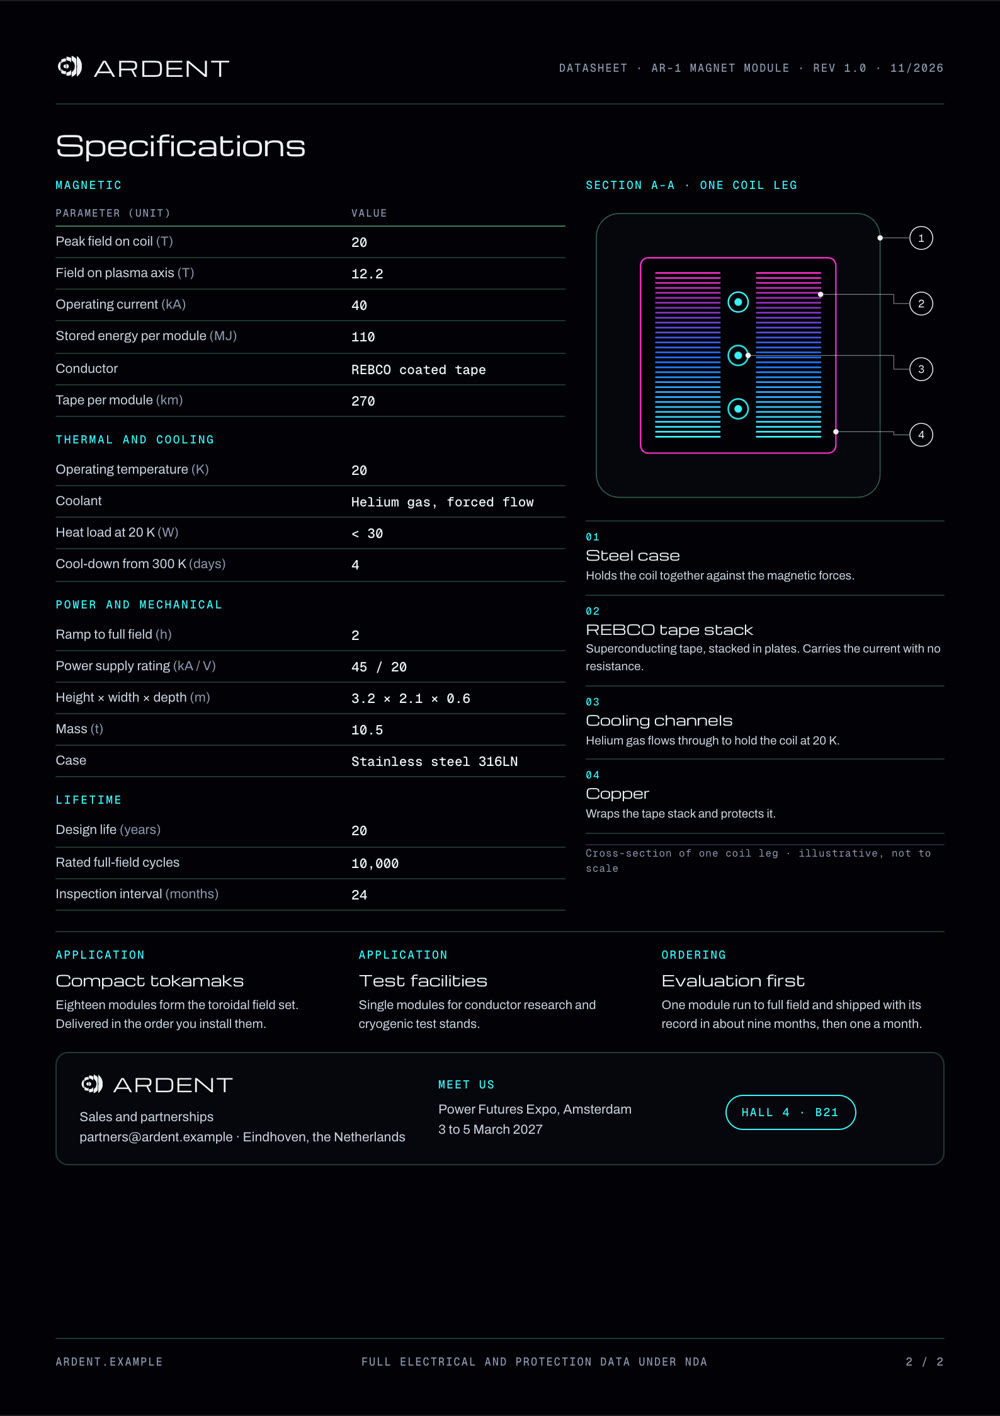 ARDENT
DATASHEET · AR-1 MAGNET MODULE · REV 1.0 · 11/2026
Specifications
MAGNETIC
PARAMETER (UNIT) VALUE
Peak field on coil (T) 20
Field on plasma axis (T) 12.2
Operating current (kA) 40
Stored energy per module (MJ) 110
Conductor REBCO coated tape
Tape per module (km) 270
THERMAL AND COOLING
Operating temperature (K) 20
Coolant Helium gas, forced flow
Heat load at 20 K (W) < 30
Cool-down from 300 K (days) 4
POWER AND MECHANICAL
Ramp to full field (h) 2
Power supply rating (kA / V) 45 / 20
Height × width × depth (m) 3.2 × 2.1 × 0.6
Mass (t) 10.5
Case Stainless steel 316LN
LIFETIME
Design life (years) 20
Rated full-field cycles 10,000
Inspection interval (months) 24
SECTION A-A · ONE COIL LEG
1
2
3
4
01
Steel case
Holds the coil together against the magnetic forces.
02
REBCO tape stack
Superconducting tape, stacked in plates. Carries the current with no
resistance.
03
Cooling channels
Helium gas flows through to hold the coil at 20 K.
04
Copper
Wraps the tape stack and protects it.
Cross-section of one coil leg · illustrative, not to
scale
APPLICATION
Compact tokamaks
Eighteen modules form the toroidal field set.
Delivered in the order you install them.
APPLICATION
Test facilities
Single modules for conductor research and
cryogenic test stands.
ORDERING
Evaluation first
One module run to full field and shipped with its
record in about nine months, then one a month.
ARDENT
Sales and partnerships
partners@ardent.example · Eindhoven, the Netherlands
MEET US
Power Futures Expo, Amsterdam
3 to 5 March 2027
HALL 4 · B21
ARDENT.EXAMPLE
FULL ELECTRICAL AND PROTECTION DATA UNDER NDA
2 / 2